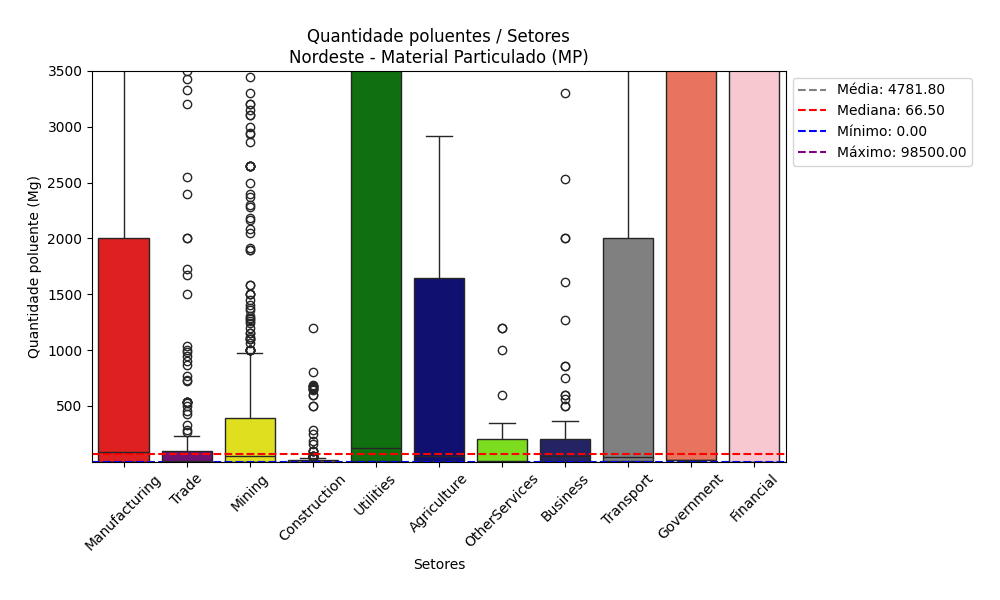 Quantidade poluentes / Setores
Nordeste - Material Particulado (MP)
Quantidade poluente (Mg)
3500
3000
2500
2000
1500
1000
500
Média: 4781.80
Mediana: 66.50
Mínimo: 0.00
Máximo: 98500.00
Manufacturing
Trade
Mining
Construction
Utilities
Agriculture
OtherServices
Business
Transport
Government
Financial
Setores